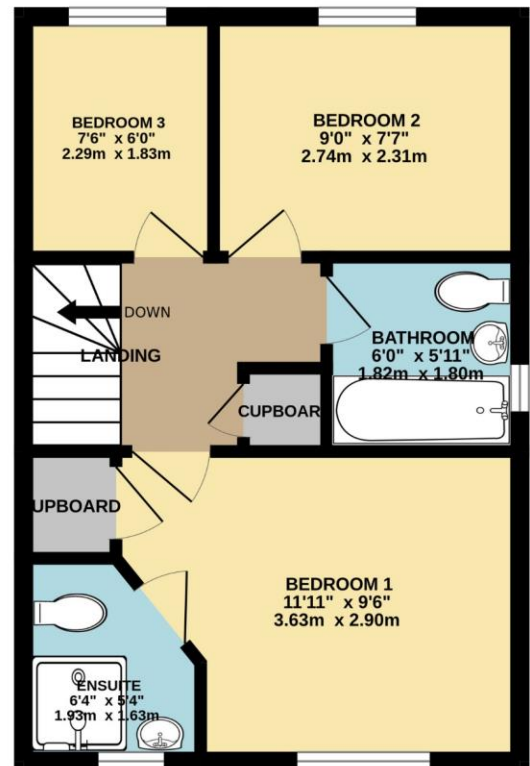 BEDROOM 3
7'6" x 6'0"
2.29m x 1.83m
BEDROOM 2
9'0" x 7'7"
2.74m x 2.31m
DOWN
LANDING
BATHROOM
6'0" x 5'11"
1.82m x 1.80m
CUPBOAR
UPBOARD
BEDROOM 1
11'11" x 9'6"
3.63m x 2.90m
ENSUITE
6'4" x 5'4"
1.93m x 1.63m